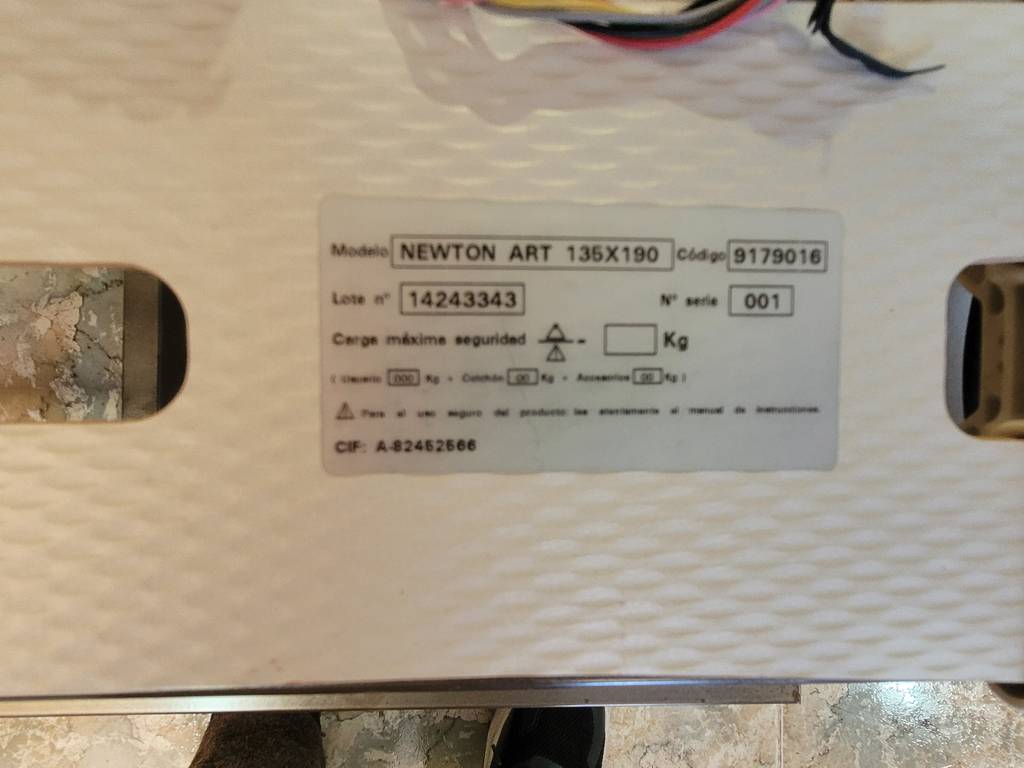 Modelo NEWTON ART 135X190 Código 9179016
Lote nº 14243343 Nº serie 001
Carga máxima seguridad - Kg
( Usuario 000 Kg + Colchón 00 Kg + Accesorios 00 Kg )
Para el uso seguro del producto lea atentamente el manual de instrucciones.
CIF: A-82452566